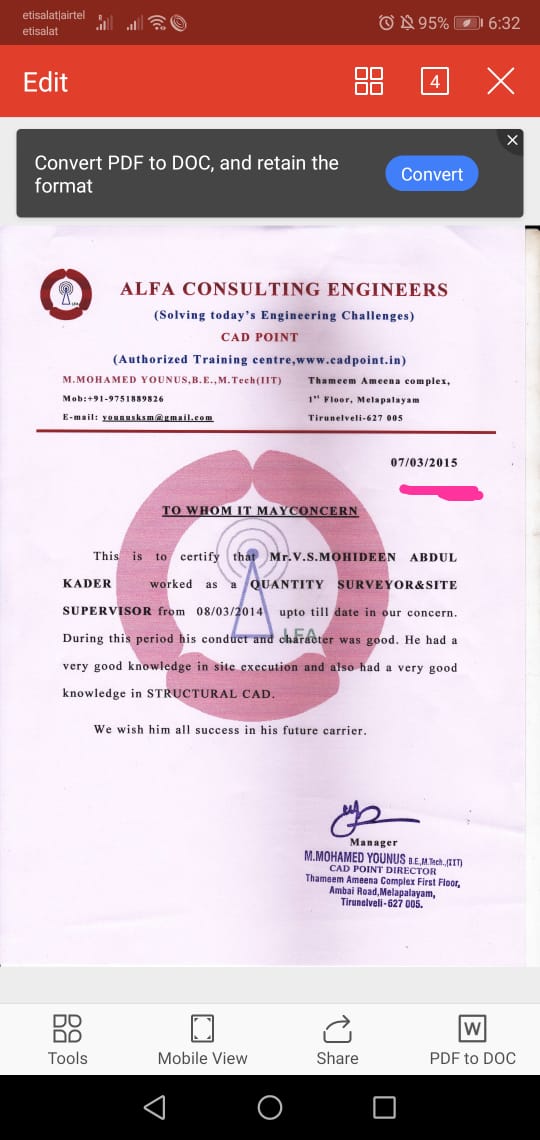 etisalat|airtel
etisalat
R
95%
6:32
Edit
4
Convert PDF to DOC, and retain the
format
Convert
ALFA CONSULTING ENGINEERS
(Solving today's Engineering Challenges)
CAD POINT
(Authorized Training centre,www.cadpoint.in)
M.MOHAMED YOUNUS,B.E.,M.Tech(IIT)
Mob:+91-9751889826
E-mail: younusksm@gmail.com
Thameem Ameena complex,
1st Floor, Melapalayam
Tirunelveli-627 005
07/03/2015
TO WHOM IT MAYCONCERN
This is to certify that Mr.V.S.MOHIDEEN ABDUL
KADER worked as a QUANTITY SURVEYOR&SITE
SUPERVISOR from 08/03/2014 upto till date in our concern.
During this period his conduct and character was good. He had a
very good knowledge in site execution and also had a very good
knowledge in STRUCTURAL CAD.
We wish him all success in his future carrier.
LFA
Manager
M.MOHAMED YOUNUS B.E.,M.Tech.,(IIT)
CAD POINT DIRECTOR
Thameem Ameena Complex First Floor,
Ambai Road,Melapalayam,
Tirunelveli-627 005.
Tools
Mobile View
Share
W
PDF to DOC